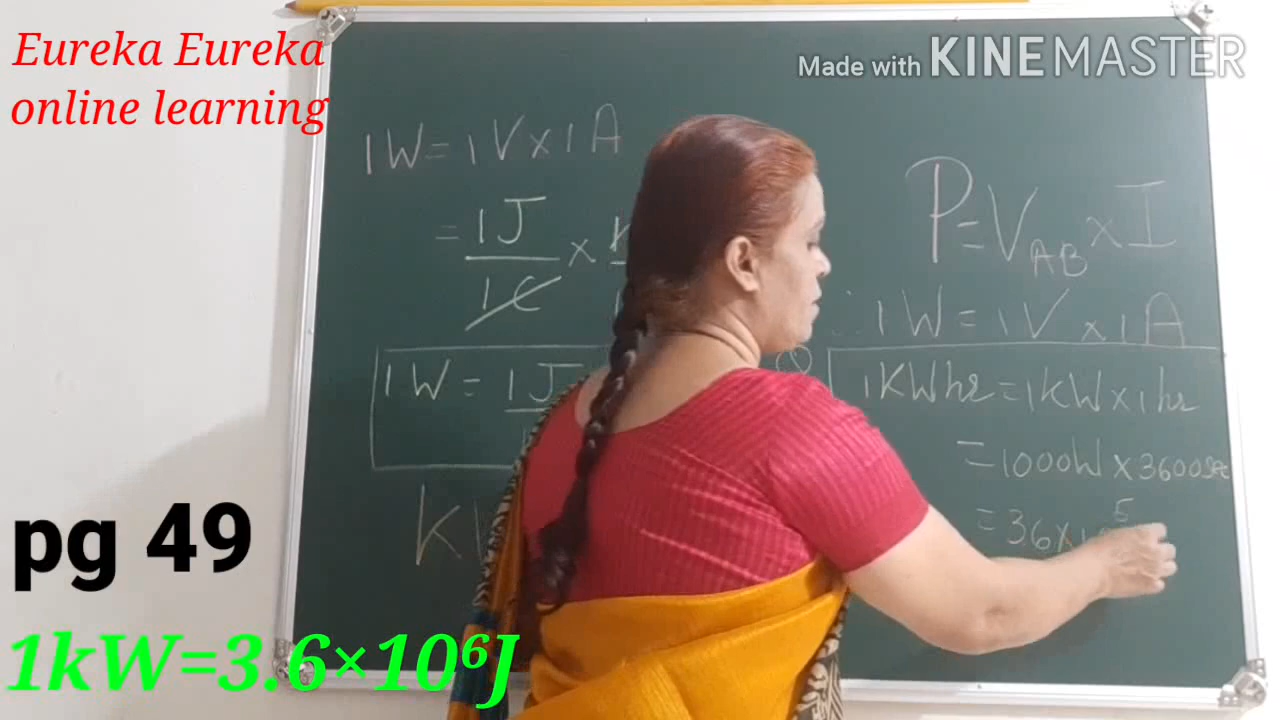 Eureka Eureka
online learning
Made with KINEMASTER
1W=1V×1A
= 1J ×
1C
1W = 1J
P=V_AB×I
∴ 1W=1V×1A
1KWhr=1kW×1hr
=1000W×3600sec
=36×10⁵
pg 49
1kW=3.6×10⁶J